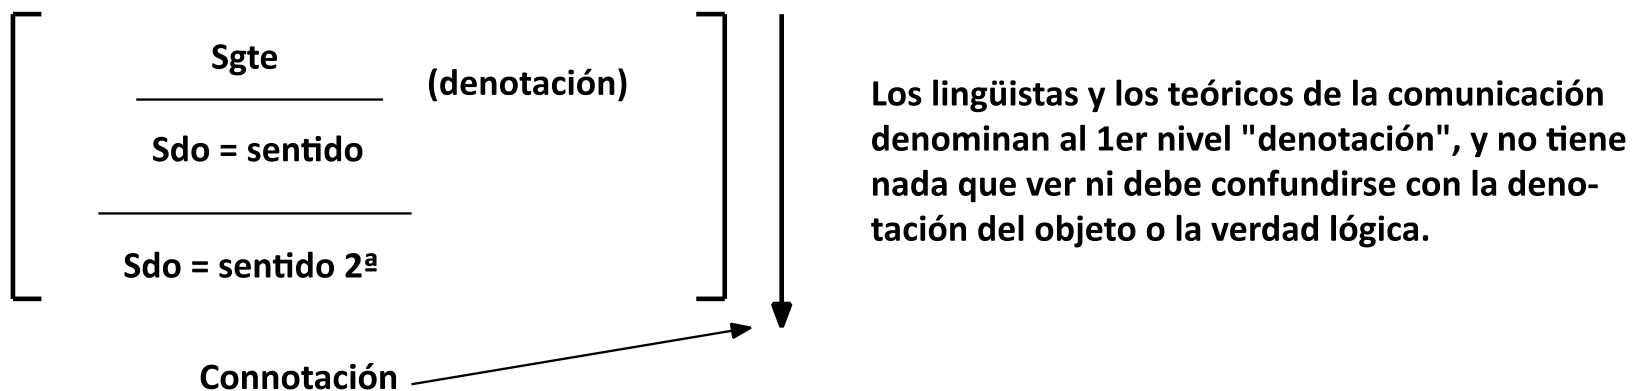 Sgte
(denotación)
Sdo = sentido
Sdo = sentido 2ª
Connotación
Los lingüistas y los teóricos de la comunicación
denominan al 1er nivel "denotación", y no tiene
nada que ver ni debe confundirse con la deno-
tación del objeto o la verdad lógica.